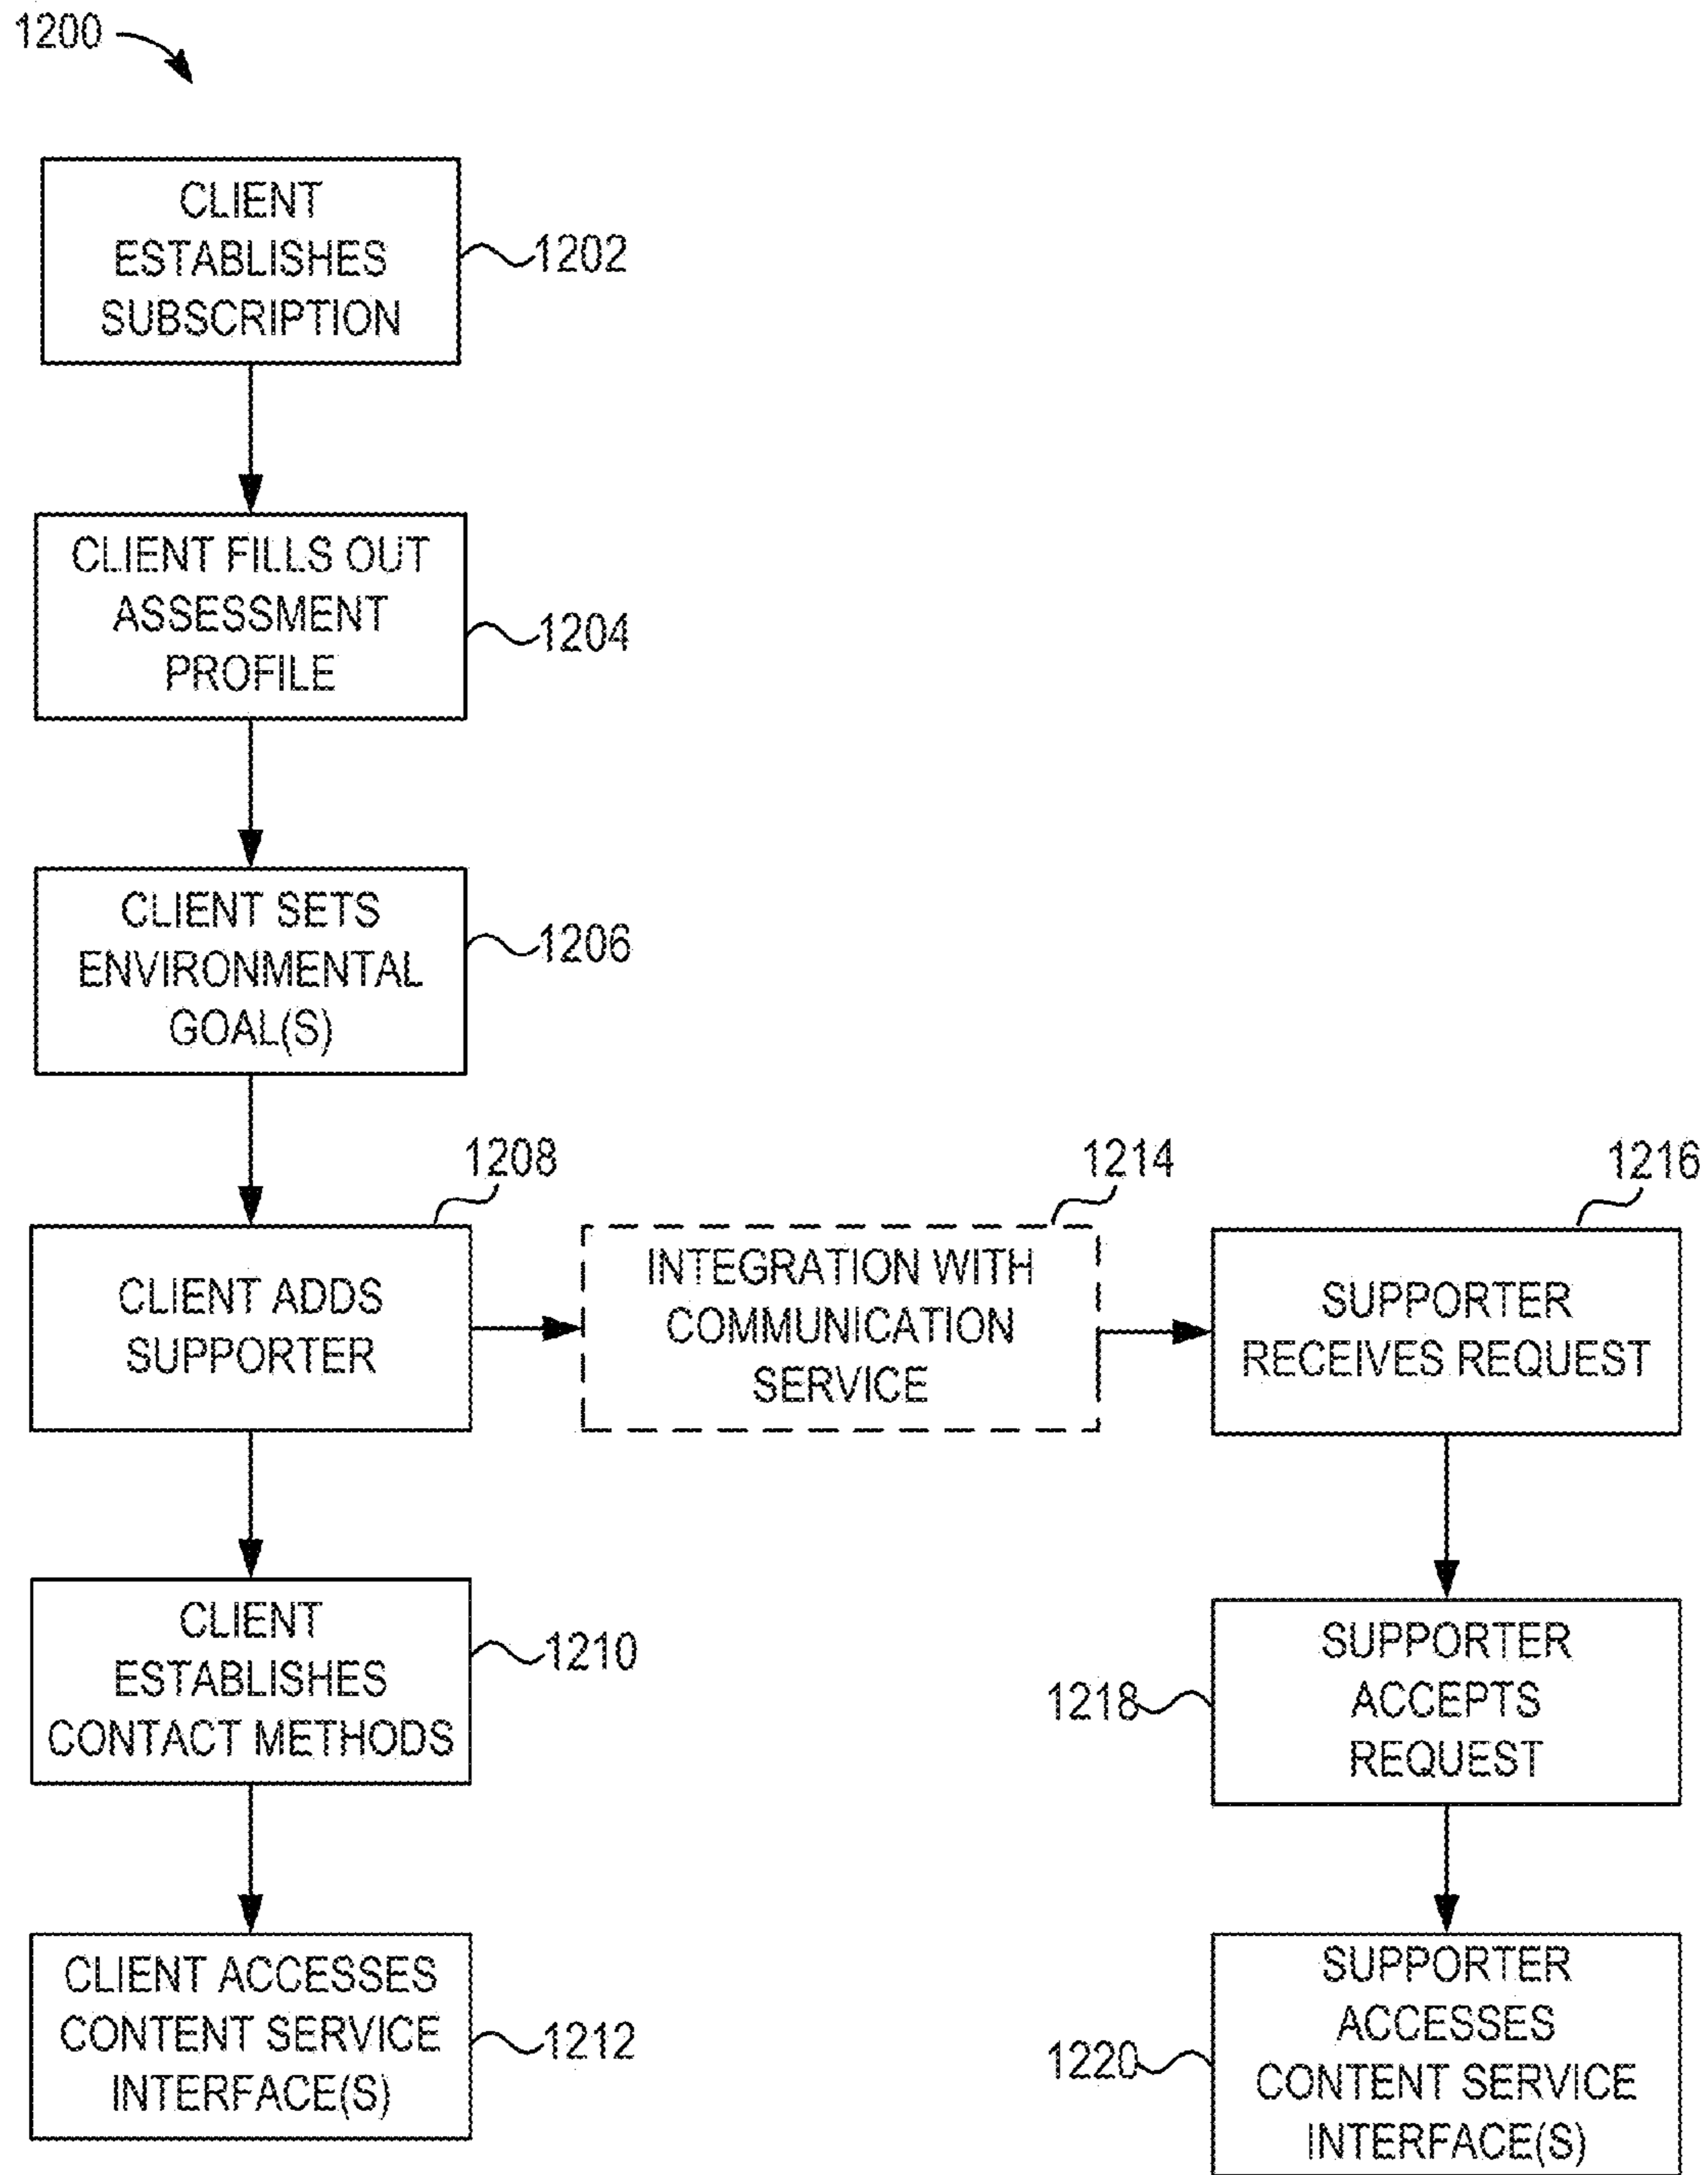 1200
CLIENT
ESTABLISHES
SUBSCRIPTION
1202
CLIENT FILLS OUT
ASSESSMENT
PROFILE
1204
CLIENT SETS
ENVIRONMENTAL
GOAL(S)
1206
1208
CLIENT ADDS
SUPPORTER
1214
INTEGRATION WITH
COMMUNICATION
SERVICE
1216
SUPPORTER
RECEIVES REQUEST
CLIENT
ESTABLISHES
CONTACT METHODS
1210
SUPPORTER
ACCEPTS
REQUEST
1218
CLIENT ACCESSES
CONTENT SERVICE
INTERFACE(S)
1212
SUPPORTER
ACCESSES
CONTENT SERVICE
INTERFACE(S)
1220